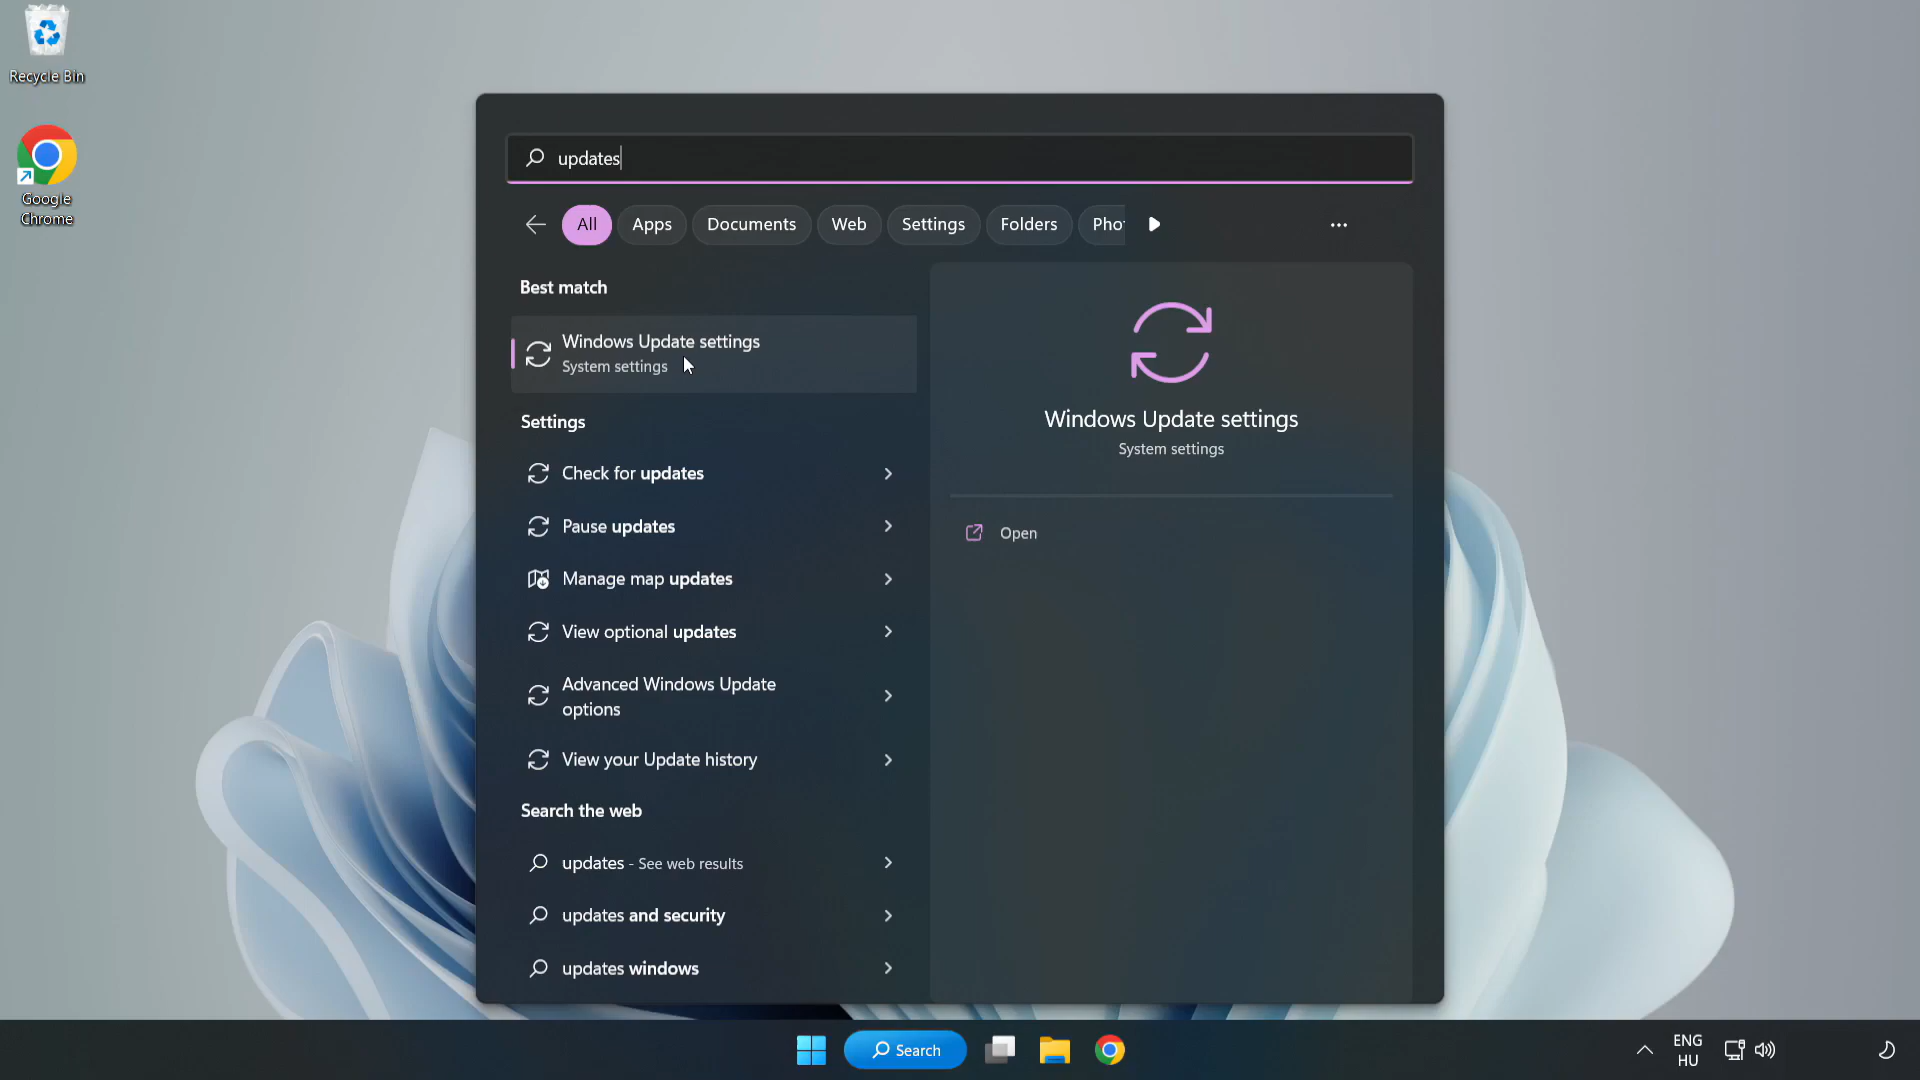 Recycle Bin
Google
Chrome
updates
All
Apps
Documents
Web
Settings
Folders
Pho
Best match
Windows Update settings
System settings
Settings
Check for updates
Pause updates
Manage map updates
View optional updates
Advanced Windows Update
options
View your Update history
Search the web
updates - See web results
updates and security
updates windows
Windows Update settings
System settings
Open
Search
ENG
HU